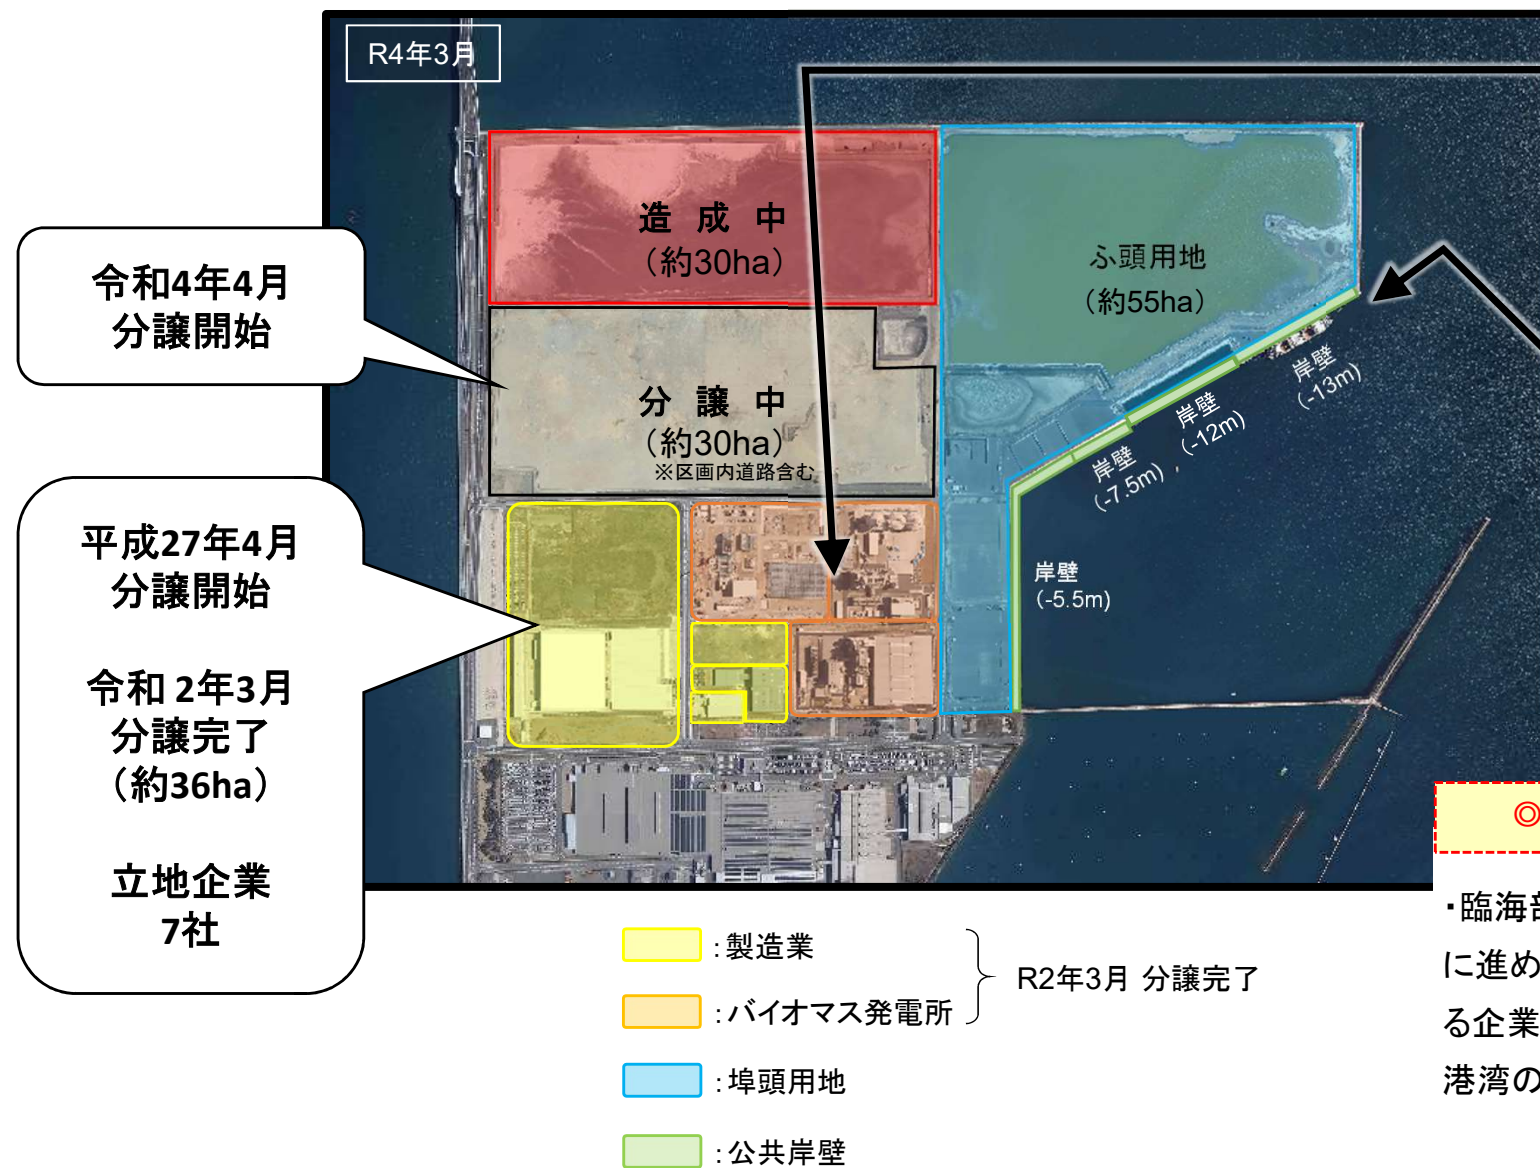 R4年3月
造 成 中
（約30ha）
ふ頭用地
（約55ha）
令和4年4月
分譲開始
分 譲 中
（約30ha）
※区画内道路含む
岸壁
(-13m)
岸壁
(-12m)
岸壁
(-7.5m) ,
岸壁
(-5.5m)
平成27年4月
分譲開始
令和 2年3月
分譲完了
（約36ha）
立地企業
7社
◎
・臨海部
に進め
る企業
港湾の
：製造業
：バイオマス発電所
R2年3月 分譲完了
：埠頭用地
：公共岸壁